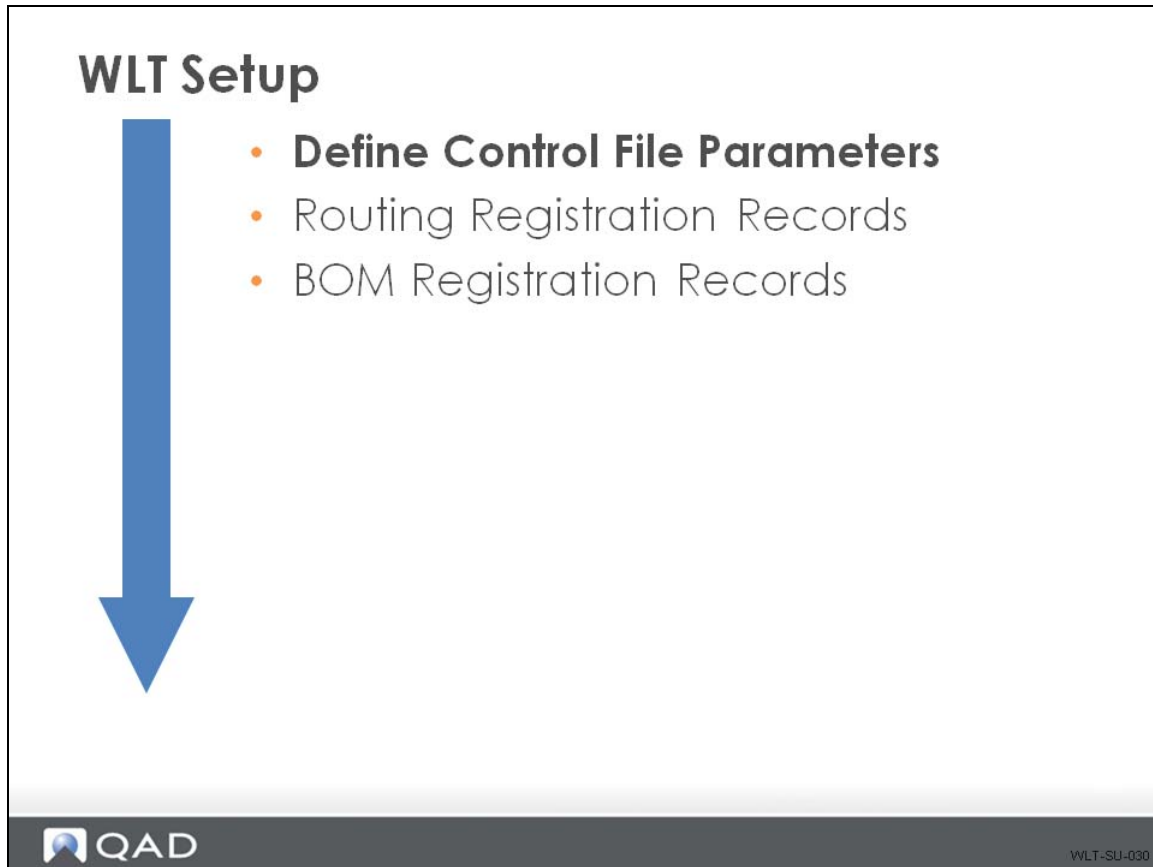 WLT Setup
• Define Control File Parameters
• Routing Registration Records
• BOM Registration Records
QAD
WLT-SU-030